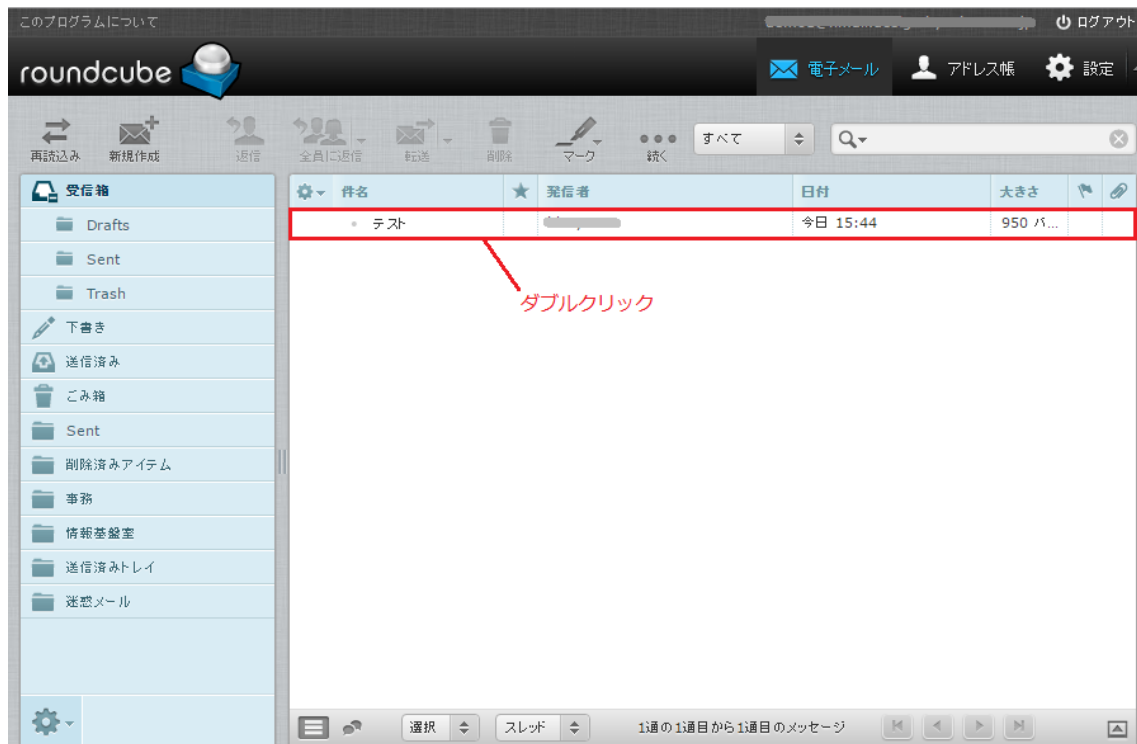 このプログラムについて
ログアウト
roundcube
電子メール
アドレス帳
設定
再読込み
新規作成
返信
全員に返信
転送
削除
マーク
続く
すべて
受信箱
Drafts
Sent
Trash
下書き
送信済み
ごみ箱
Sent
削除済みアイテム
事務
情報基盤室
送信済みトレイ
迷惑メール
件名 発信者 日付 大きさ
テスト 今日 15:44 950 バ...
ダブルクリック
選択
スレッド
1通の1通目から1通目のメッセージ